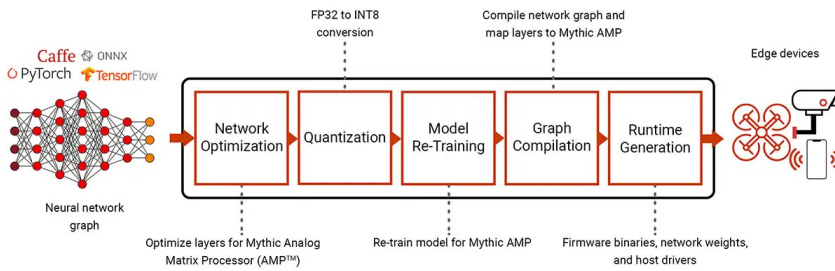 Caffe
ONNX
PyTorch
TensorFlow
Neural network
graph
FP32 to INT8
conversion
Compile network graph and
map layers to Mythic AMP
Network
Optimization
Quantization
Model
Re-Training
Graph
Compilation
Runtime
Generation
Optimize layers for Mythic Analog
Matrix Processor (AMP™)
Re-train model for Mythic AMP
Firmware binaries, network weights,
and host drivers
Edge devices